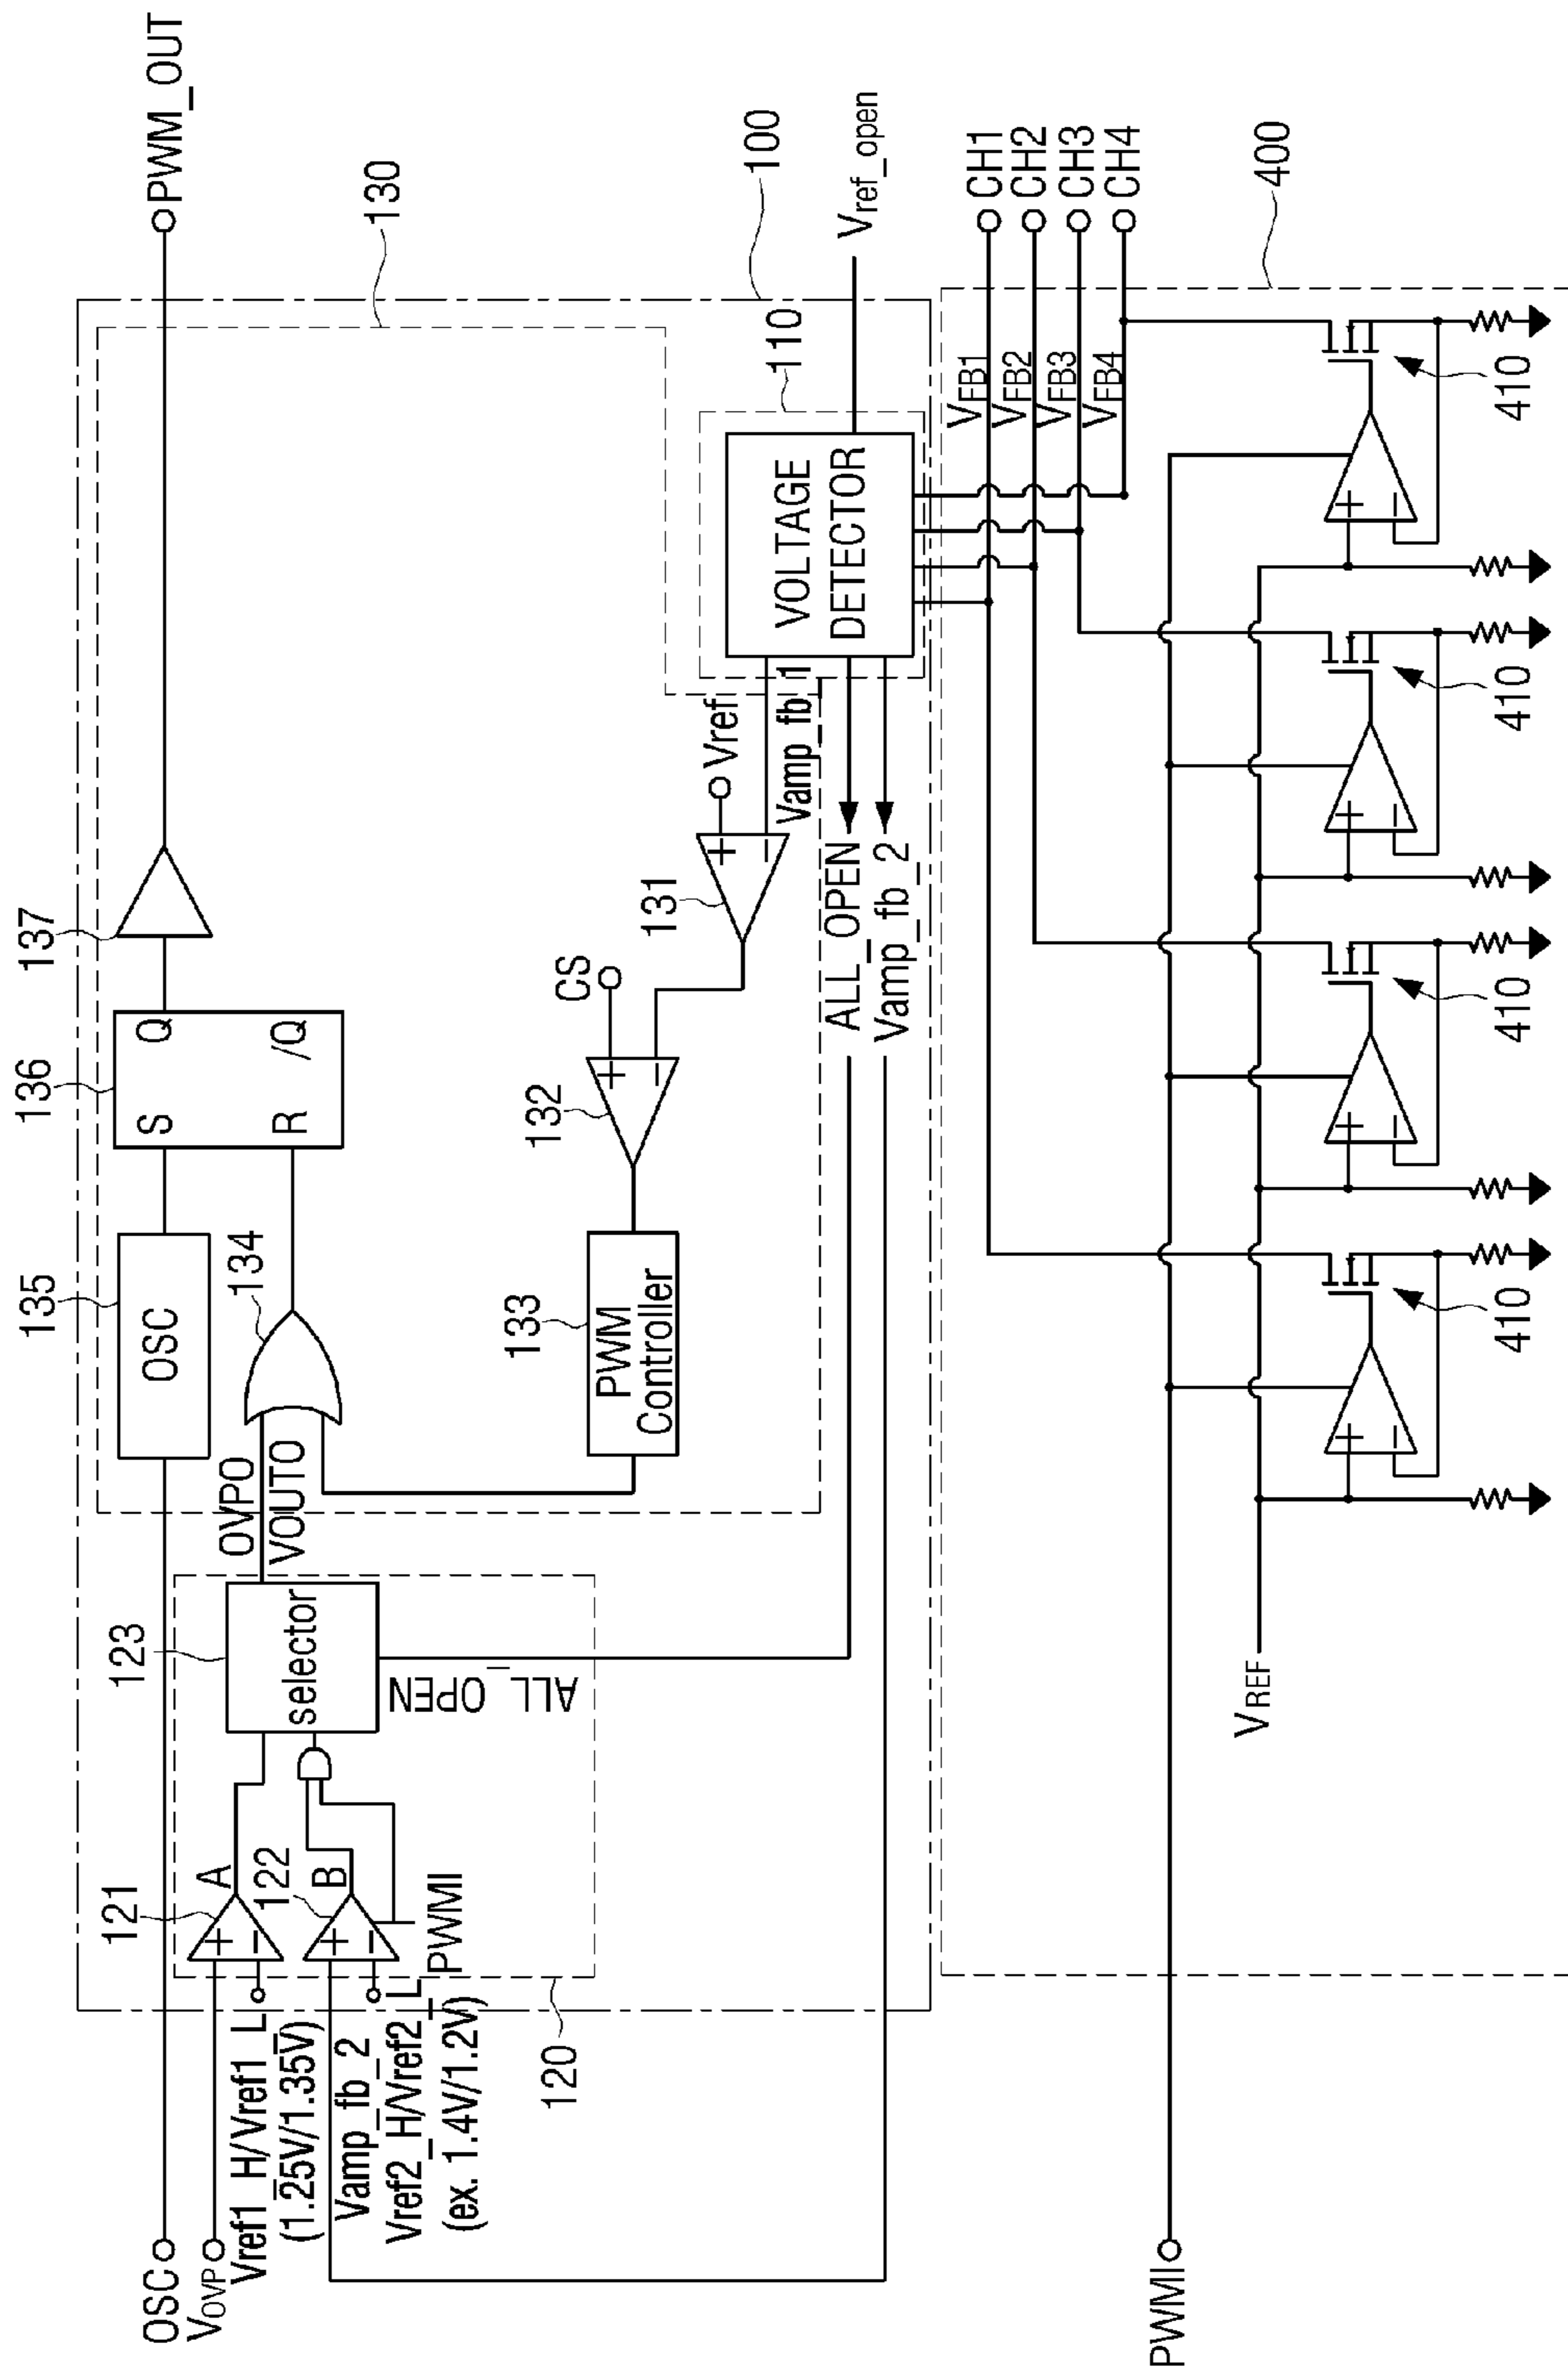 PWM_OUT
130
100
Vref_open
137
136
S
Q
R
/Q
135
OSC
134
OVPO
VOUTO
123
selector
ALL_OPEN
121
A
+
−
122
B
+
−
PWMI
120
OSC
VOVP
Vref1_H/Vref1_L
(1.25V/1.35V)
Vamp_fb_2
Vref2_H/Vref2_L
(ex. 1.4V/1.2V)
133
PWM
Controller
132
CS
+
−
131
Vref
+
−
Vamp_fb_1
110
VOLTAGE
DETECTOR
ALL_OPEN
Vamp_fb_2
VFB1
VFB2
VFB3
VFB4
CH1
CH2
CH3
CH4
400
PWMI
VREF
+
−
410
+
−
410
+
−
410
+
−
410